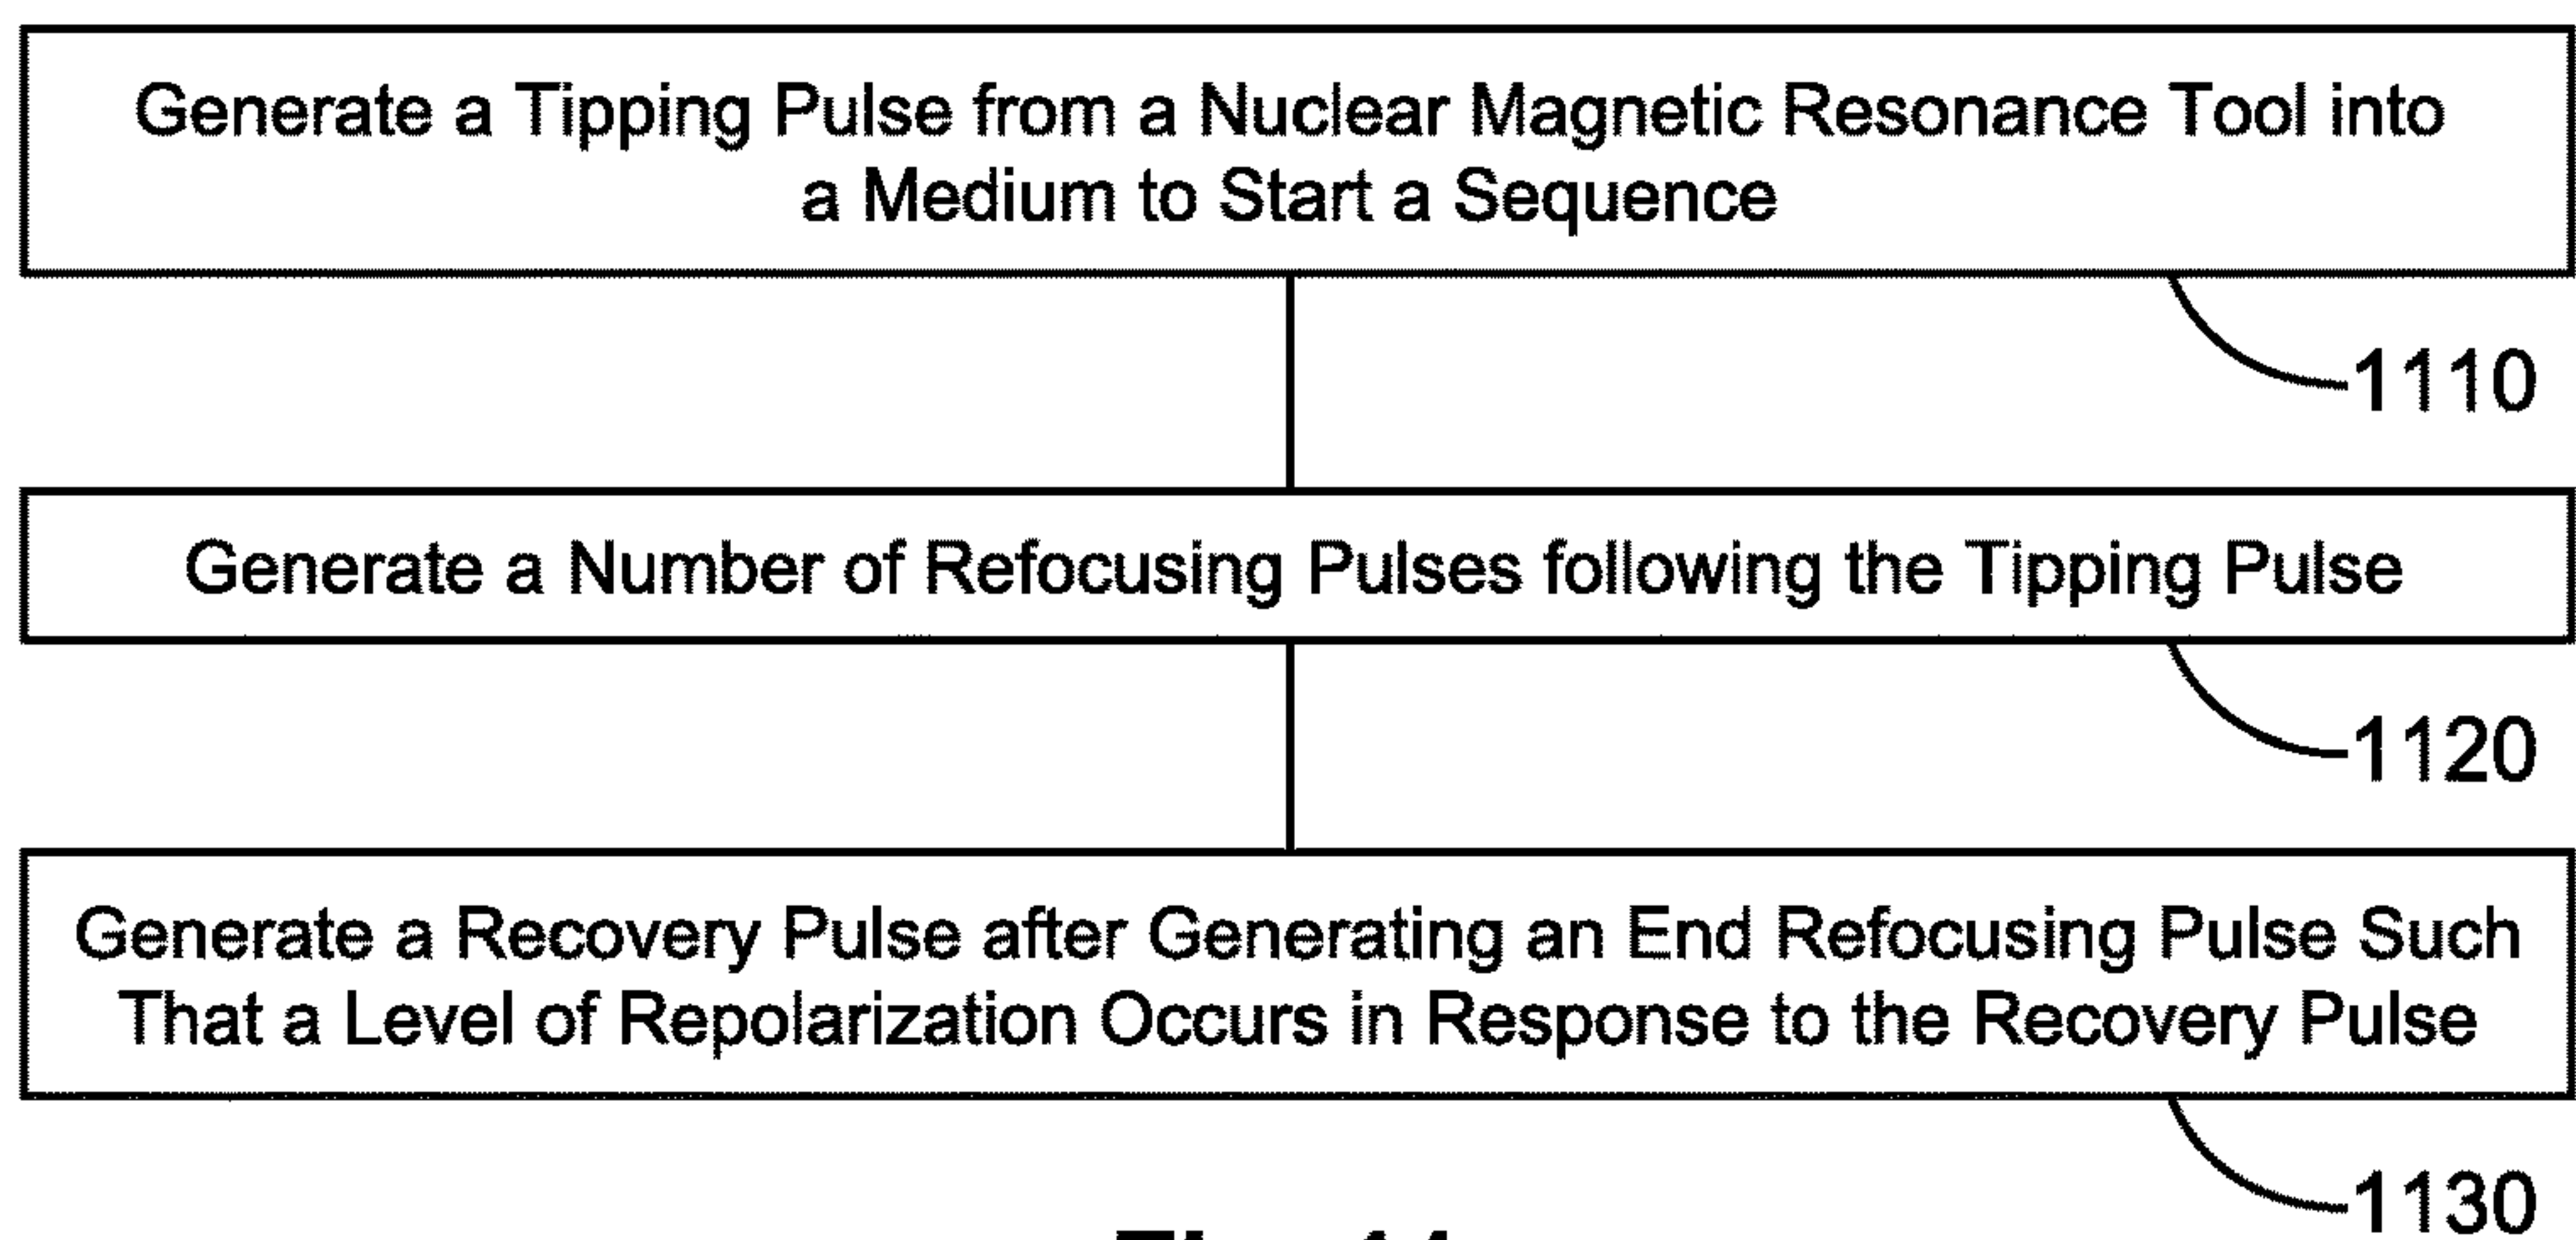 Generate a Tipping Pulse from a Nuclear Magnetic Resonance Tool into
a Medium to Start a Sequence
1110
Generate a Number of Refocusing Pulses following the Tipping Pulse
1120
Generate a Recovery Pulse after Generating an End Refocusing Pulse Such
That a Level of Repolarization Occurs in Response to the Recovery Pulse
1130